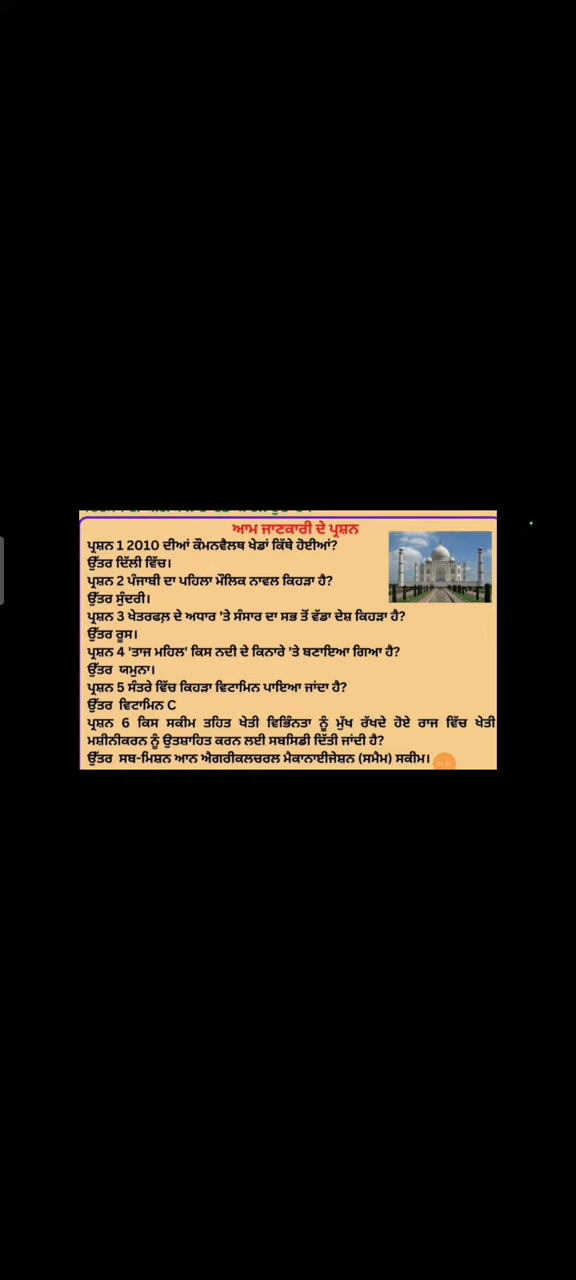 ਆਮ ਜਾਣਕਾਰੀ ਦੇ ਪ੍ਰਸ਼ਨ
ਪ੍ਰਸ਼ਨ 1 2010 ਦੀਆਂ ਕੌਮਨਵੈਲਥ ਖੇਡਾਂ ਕਿੱਥੇ ਹੋਈਆਂ?
ਉੱਤਰ ਦਿੱਲੀ ਵਿੱਚ।
ਪ੍ਰਸ਼ਨ 2 ਪੰਜਾਬੀ ਦਾ ਪਹਿਲਾ ਮੌਲਿਕ ਨਾਵਲ ਕਿਹੜਾ ਹੈ?
ਉੱਤਰ ਸੁੰਦਰੀ।
ਪ੍ਰਸ਼ਨ 3 ਖੇਤਰਫਲ਼ ਦੇ ਅਧਾਰ 'ਤੇ ਸੰਸਾਰ ਦਾ ਸਭ ਤੋਂ ਵੱਡਾ ਦੇਸ਼ ਕਿਹੜਾ ਹੈ?
ਉੱਤਰ ਰੂਸ।
ਪ੍ਰਸ਼ਨ 4 'ਤਾਜ ਮਹਿਲ' ਕਿਸ ਨਦੀ ਦੇ ਕਿਨਾਰੇ 'ਤੇ ਬਣਾਇਆ ਗਿਆ ਹੈ?
ਉੱਤਰ ਯਮੁਨਾ।
ਪ੍ਰਸ਼ਨ 5 ਸੰਤਰੇ ਵਿੱਚ ਕਿਹੜਾ ਵਿਟਾਮਿਨ ਪਾਇਆ ਜਾਂਦਾ ਹੈ?
ਉੱਤਰ ਵਿਟਾਮਿਨ C
ਪ੍ਰਸ਼ਨ 6 ਕਿਸ ਸਕੀਮ ਤਹਿਤ ਖੇਤੀ ਵਿਭਿੰਨਤਾ ਨੂੰ ਮੁੱਖ ਰੱਖਦੇ ਹੋਏ ਰਾਜ ਵਿੱਚ ਖੇਤੀ
ਮਸ਼ੀਨੀਕਰਨ ਨੂੰ ਉਤਸ਼ਾਹਿਤ ਕਰਨ ਲਈ ਸਬਸਿਡੀ ਦਿੱਤੀ ਜਾਂਦੀ ਹੈ?
ਉੱਤਰ ਸਬ-ਮਿਸ਼ਨ ਆਨ ਐਗਰੀਕਲਚਰਲ ਮੈਕਾਨਾਈਜੇਸ਼ਨ (ਸਮੈਮ) ਸਕੀਮ।